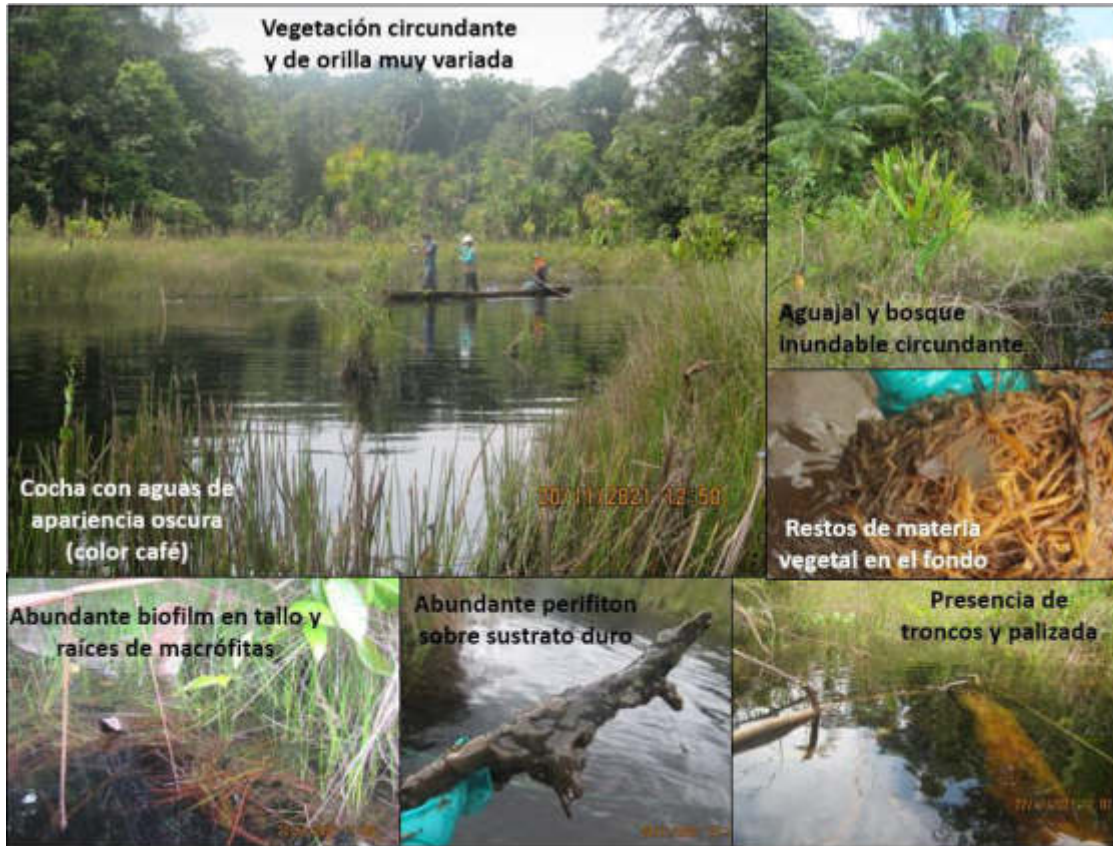 Vegetación circundante
y de orilla muy variada
Aguajal y bosque
inundable circundante
Cocha con aguas de
apariencia oscura
(color café)
20/11/2021 12:50
Restos de materia
vegetal en el fondo
Abundante biofilm en tallo y
raíces de macrófitas
Abundante perifiton
sobre sustrato duro
Presencia de
troncos y palizada